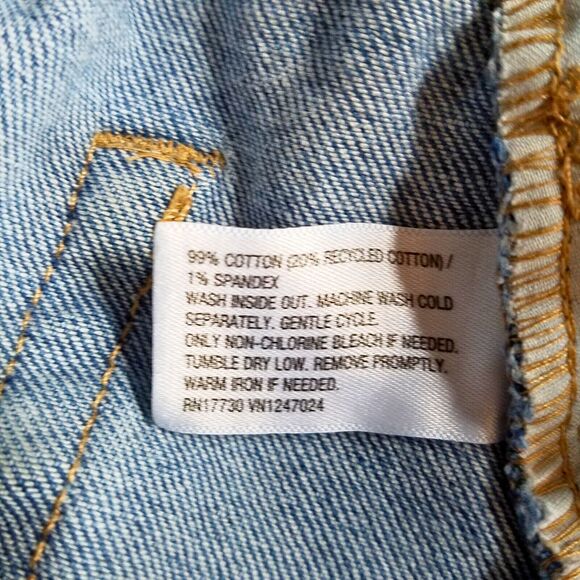 99% COTTON (20% RECYCLED COTTON) /
1% SPANDEX
WASH INSIDE OUT. MACHINE WASH COLD
SEPARATELY. GENTLE CYCLE.
ONLY NON-CHLORINE BLEACH IF NEEDED.
TUMBLE DRY LOW. REMOVE PROMPTLY.
WARM IRON IF NEEDED.
RN17730 VN1247024